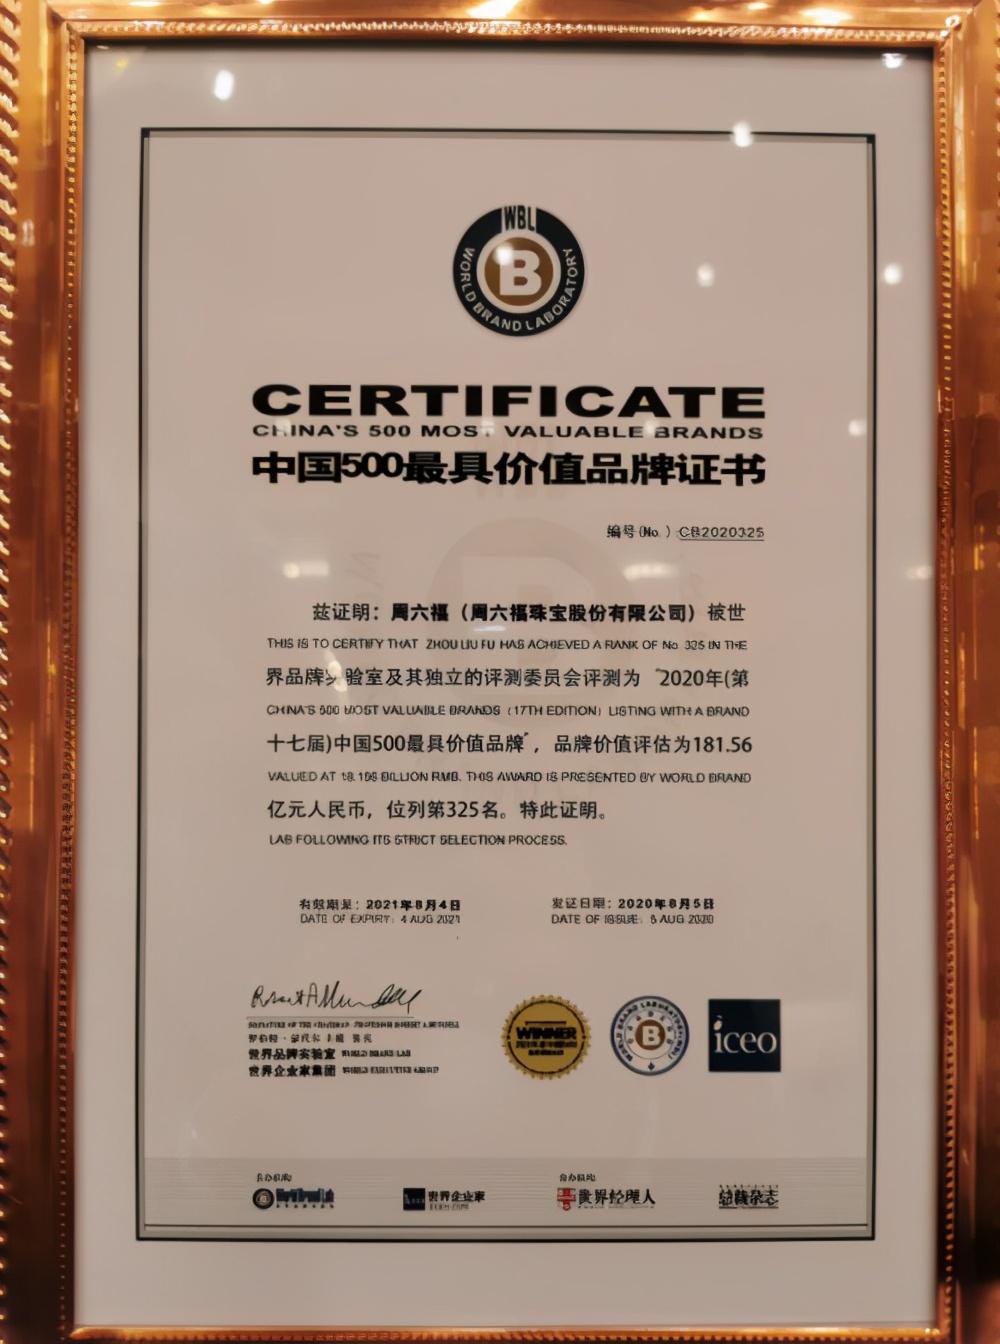 WBL
B
WORLD BRAND LABORATORY
CERTIFICATE
CHINA'S 500 MOST VALUABLE BRANDS
中国500最具价值品牌证书
编号(No. ) CB2020325
兹证明：周六福（周六福珠宝股份有限公司）被世
THIS IS TO CERTIFY THAT ZHOU LIU FU HAS ACHIEVED A RANK OF No 325 IN THE
界品牌实验室及其独立的评测委员会评测为 "2020年(第
CHINA'S 500 MOST VALUABLE BRANDS (17TH EDITION) LISTING WITH A BRAND
十七届)中国500最具价值品牌"，品牌价值评估为181.56
VALUED AT BILLION RMB. THIS AWARD IS PRESENTED BY WORLD BRAND
亿元人民币，位列第325名。特此证明。
LAB FOLLOWING ITS STRICT SELECTION PROCESS.
有效期至：2021年8月4日
DATE OF EXPIRY: 4 AUG 2021
发证日期：2020年8月5日
DATE OF ISSUE: 5 AUG 2020
世界品牌实验室 WORLD BRAND LAB
世界企业家集团 WORLD EXECUTIVE GROUP
WINNER
B
iceo
世界企业家
世界经理人
总裁杂志